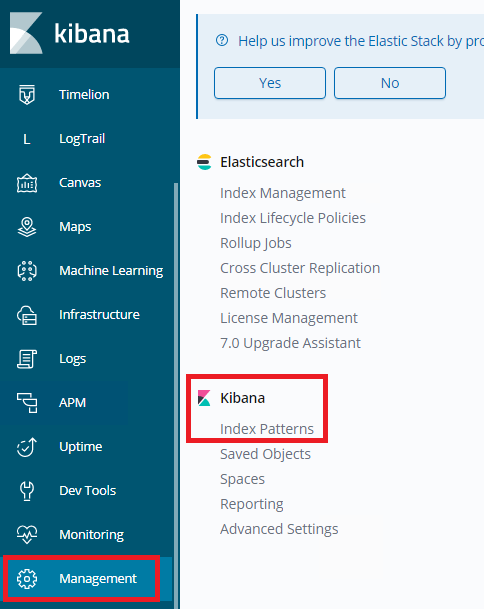 kibana
Timelion
L LogTrail
Canvas
Maps
Machine Learning
Infrastructure
Logs
APM
Uptime
Dev Tools
Monitoring
Management
Help us improve the Elastic Stack by pro
Yes
No
Elasticsearch
Index Management
Index Lifecycle Policies
Rollup Jobs
Cross Cluster Replication
Remote Clusters
License Management
7.0 Upgrade Assistant
Kibana
Index Patterns
Saved Objects
Spaces
Reporting
Advanced Settings